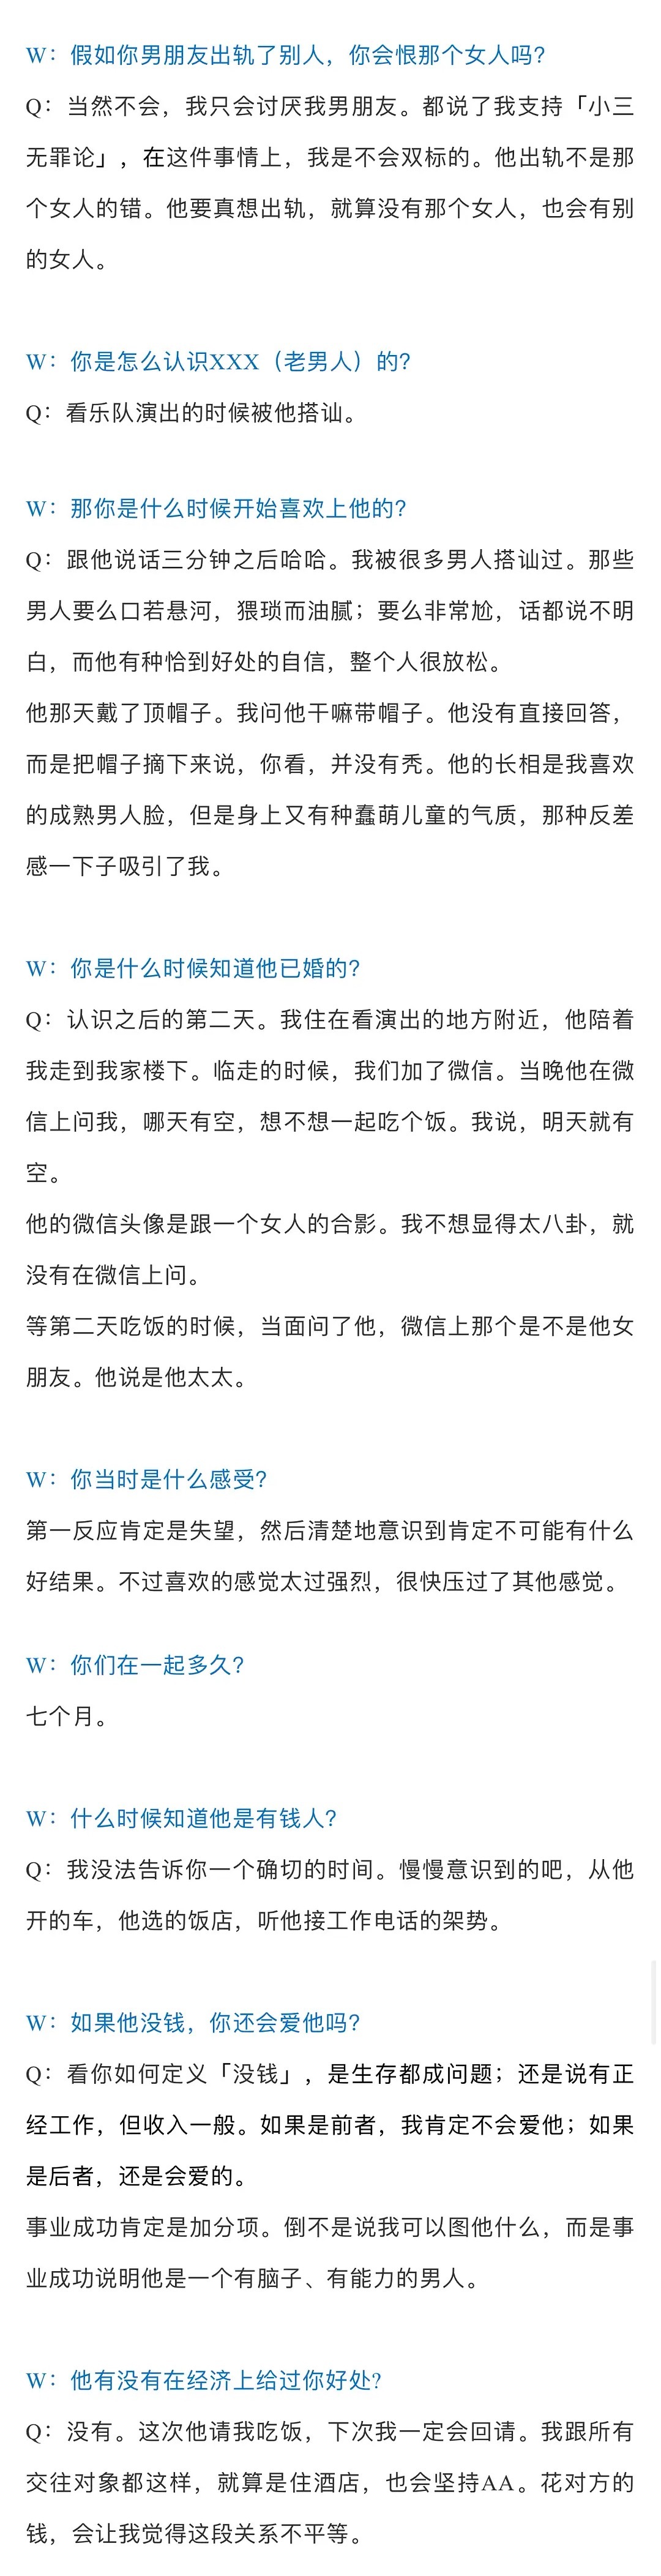 W：假如你男朋友出轨了别人，你会恨那个女人吗？
Q：当然不会，我只会讨厌我男朋友。都说了我支持「小三
无罪论」，在这件事情上，我是不会双标的。他出轨不是那
个女人的错。他要真想出轨，就算没有那个女人，也会有别
的女人。
W：你是怎么认识XXX（老男人）的？
Q：看乐队演出的时候被他搭讪。
W：那你是什么时候开始喜欢上他的？
Q：跟他说话三分钟之后哈哈。我被很多男人搭讪过。那些
男人要么口若悬河，猥琐而油腻；要么非常尬，话都说不明
白，而他有种恰到好处的自信，整个人很放松。
他那天戴了顶帽子。我问他干嘛带帽子。他没有直接回答，
而是把帽子摘下来说，你看，并没有秃。他的长相是我喜欢
的成熟男人脸，但是身上又有种蠢萌儿童的气质，那种反差
感一下子吸引了我。
W：你是什么时候知道他已婚的？
Q：认识之后的第二天。我住在看演出的地方附近，他陪着
我走到我家楼下。临走的时候，我们加了微信。当晚他在微
信上问我，哪天有空，想不想一起吃个饭。我说，明天就有
空。
他的微信头像是跟一个女人的合影。我不想显得太八卦，就
没有在微信上问。
等第二天吃饭的时候，当面问了他，微信上那个是不是他女
朋友。他说是他太太。
W：你当时是什么感受？
第一反应肯定是失望，然后清楚地意识到肯定不可能有什么
好结果。不过喜欢的感觉太过强烈，很快压过了其他感觉。
W：你们在一起多久？
七个月。
W：什么时候知道他是有钱人？
Q：我没法告诉你一个确切的时间。慢慢意识到的吧，从他
开的车，他选的饭店，听他接工作电话的架势。
W：如果他没钱，你还会爱他吗？
Q：看你如何定义「没钱」，是生存都成问题；还是说有正
经工作，但收入一般。如果是前者，我肯定不会爱他；如果
是后者，还是会爱的。
事业成功肯定是加分项。倒不是说我可以图他什么，而是事
业成功说明他是一个有脑子、有能力的男人。
W：他有没有在经济上给过你好处？
Q：没有。这次他请我吃饭，下次我一定会回请。我跟所有
交往对象都这样，就算是住酒店，也会坚持AA。花对方的
钱，会让我觉得这段关系不平等。